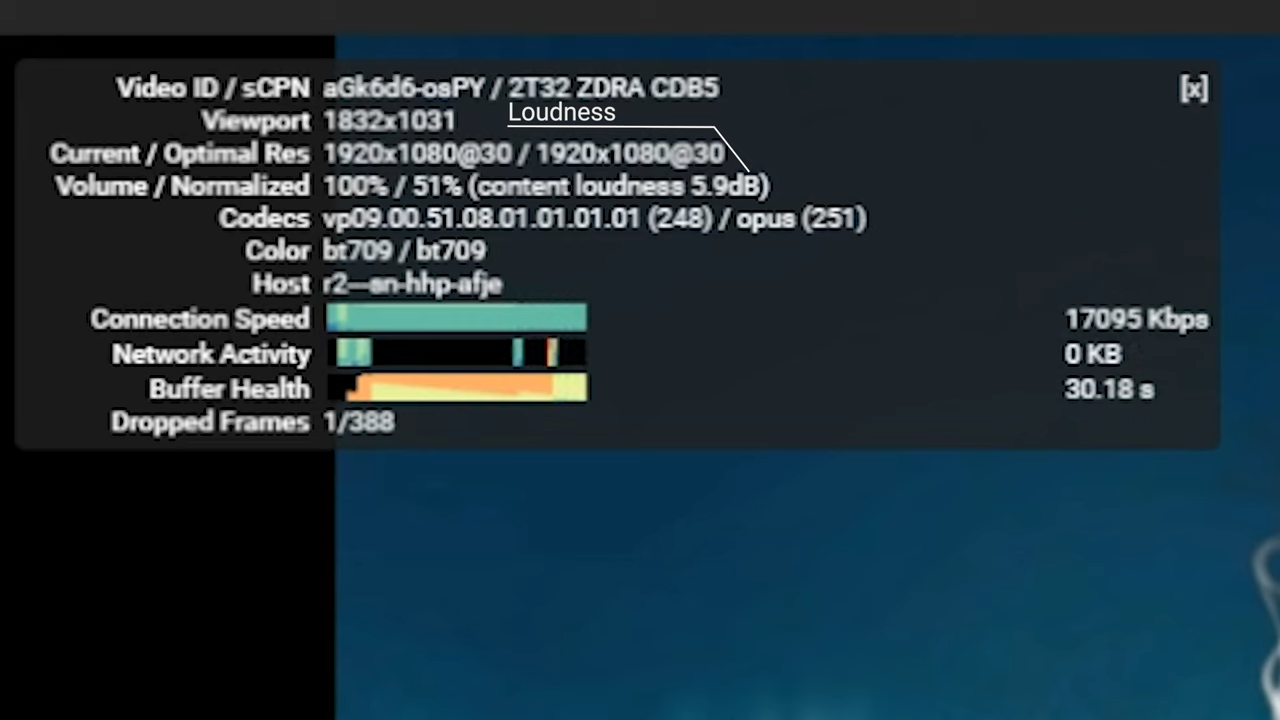 Video ID / sCPN aGk6d6-osPY / 2T32 ZDRA CDB5 [x]
Loudness
Viewport 1832x1031
Current / Optimal Res 1920x1080@30 / 1920x1080@30
Volume / Normalized 100% / 51% (content loudness 5.9dB)
Codecs vp09.00.51.08.01.01.01.01 (248) / opus (251)
Color bt709 / bt709
Host r2---sn-hhp-afje
Connection Speed 17095 Kbps
Network Activity 0 KB
Buffer Health 30.18 s
Dropped Frames 1/388